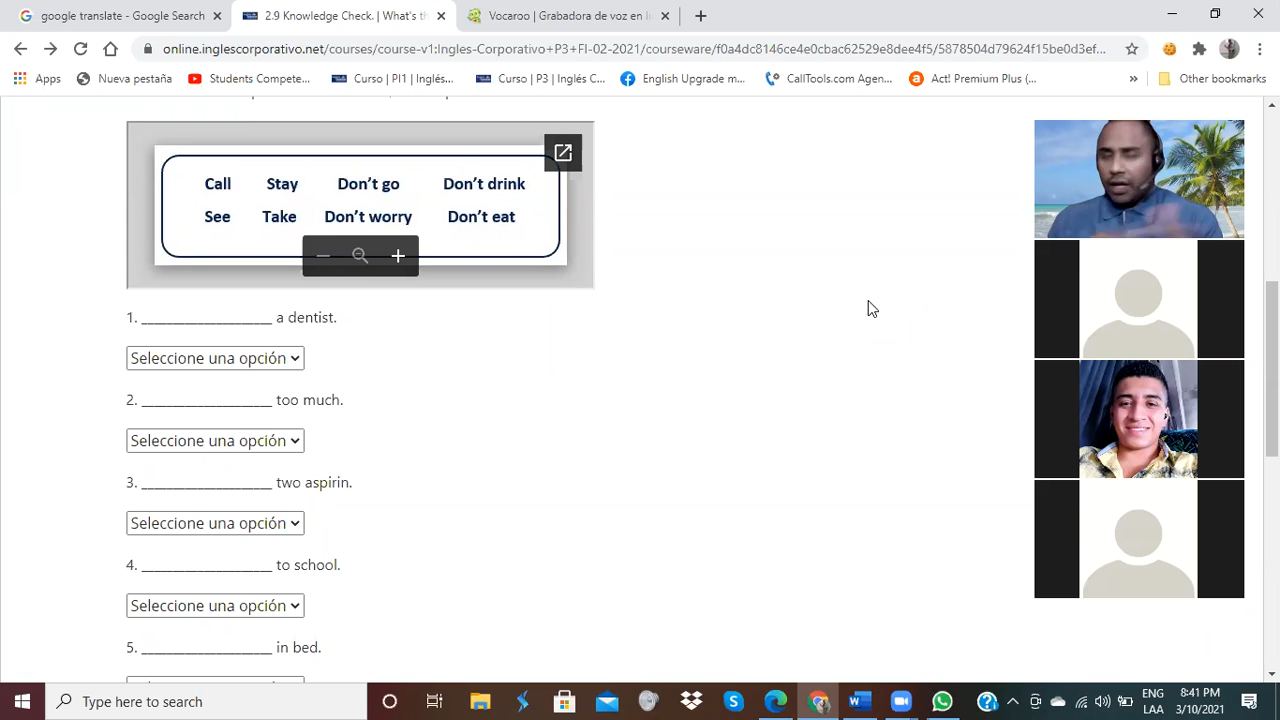 google translate - Google Search
2.9 Knowledge Check. | What's th
Vocaroo | Grabadora de voz en lí
online.inglescorporativo.net/courses/course-v1:Ingles-Corporativo+P3+FI-02-2021/courseware/f0a4dc8146ce4e0cbac62529e8dee4f5/5878504d79624f15be0d3ef...
Apps
Nueva pestaña
Students Compete...
Curso | PI1 | Inglés...
Curso | P3 | Inglés C...
English Upgrade m...
CallTools.com Agen...
Act! Premium Plus (...
»
Other bookmarks
Call Stay Don't go Don't drink
See Take Don't worry Don't eat
1. ____________________ a dentist.
Seleccione una opción
2. ____________________ too much.
Seleccione una opción
3. ____________________ two aspirin.
Seleccione una opción
4. ____________________ to school.
Seleccione una opción
5. ____________________ in bed.
Type here to search
ENG 8:41 PM
LAA 3/10/2021